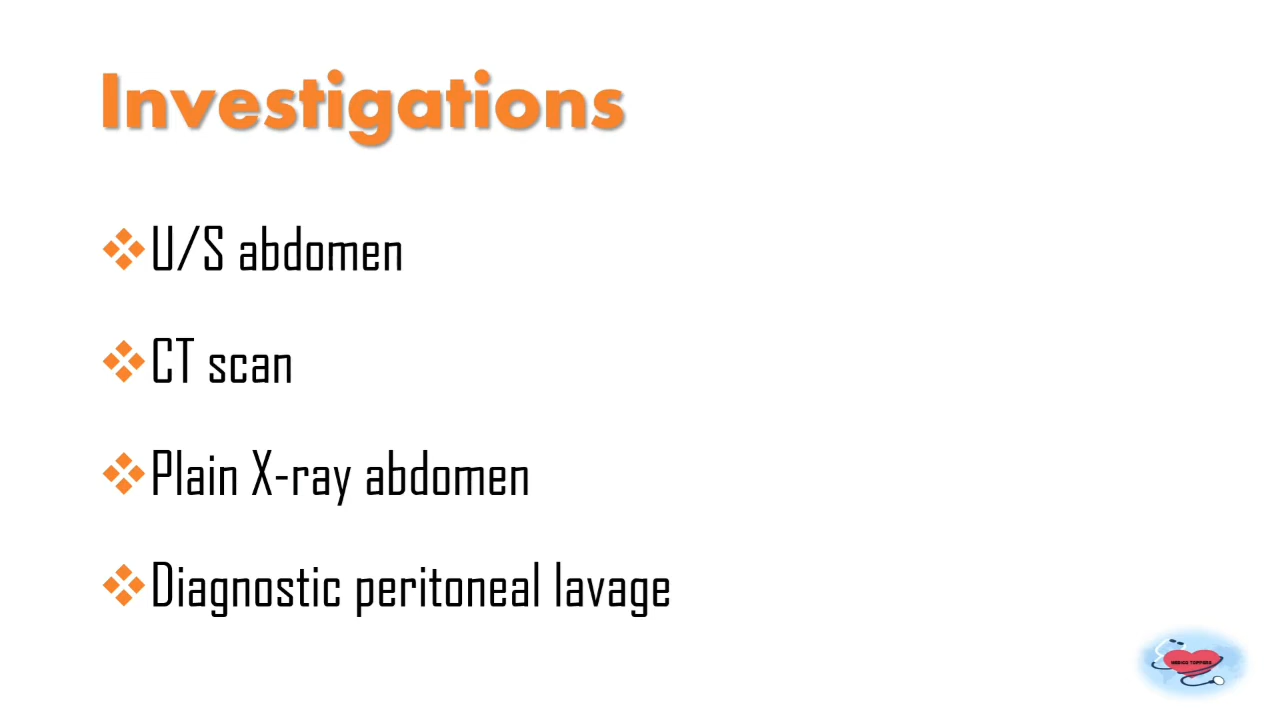 Investigations
U/S abdomen
CT scan
Plain X-ray abdomen
Diagnostic peritoneal lavage